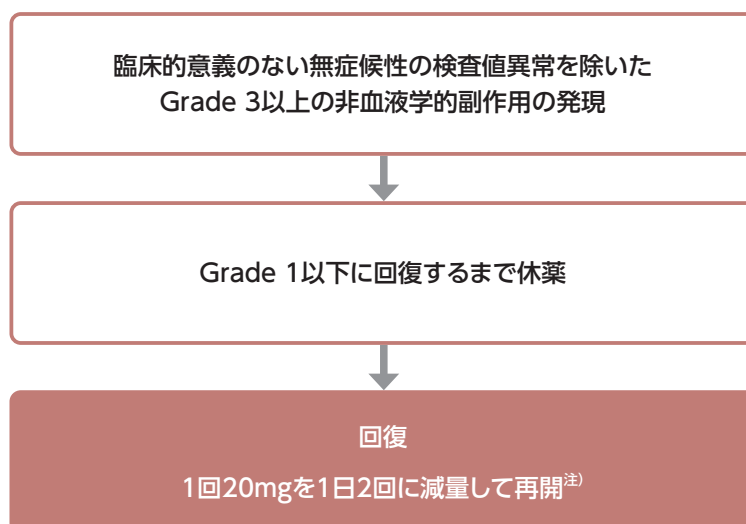 臨床的意義のない無症候性の検査値異常を除いた
Grade 3以上の非血液学的副作用の発現
Grade 1以下に回復するまで休薬
回復
1回20mgを1日2回に減量して再開注)